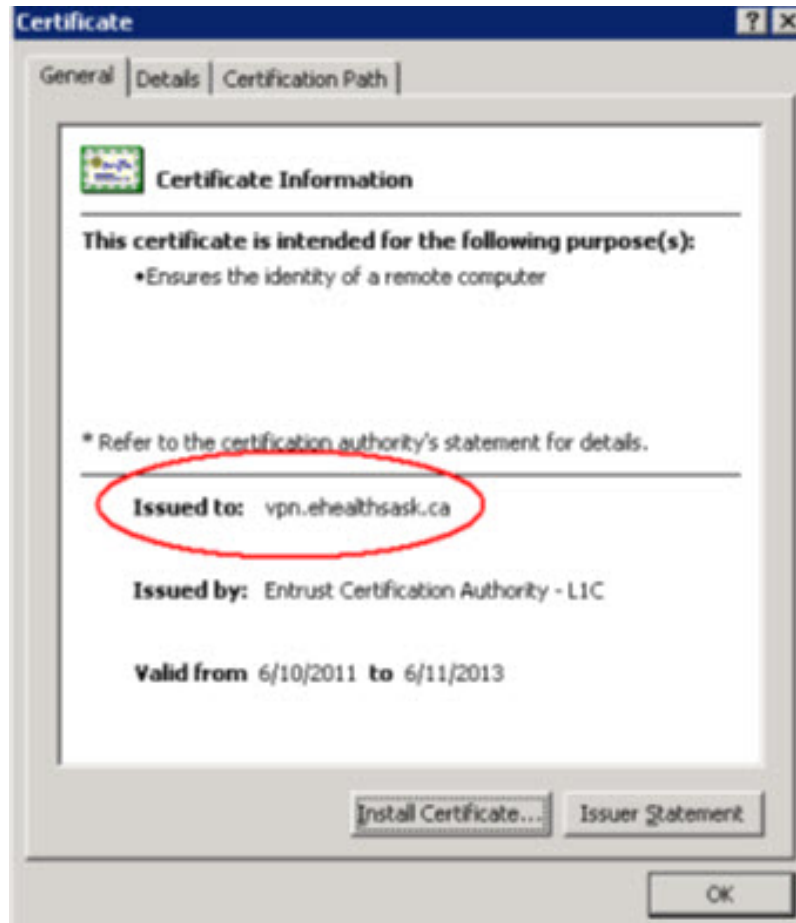 Certificate
General Details Certification Path
Certificate Information
This certificate is intended for the following purpose(s):
•Ensures the identity of a remote computer
* Refer to the certification authority's statement for details.
Issued to: vpn.ehealthsask.ca
Issued by: Entrust Certification Authority - L1C
Valid from 6/10/2011 to 6/11/2013
Install Certificate... Issuer Statement
OK